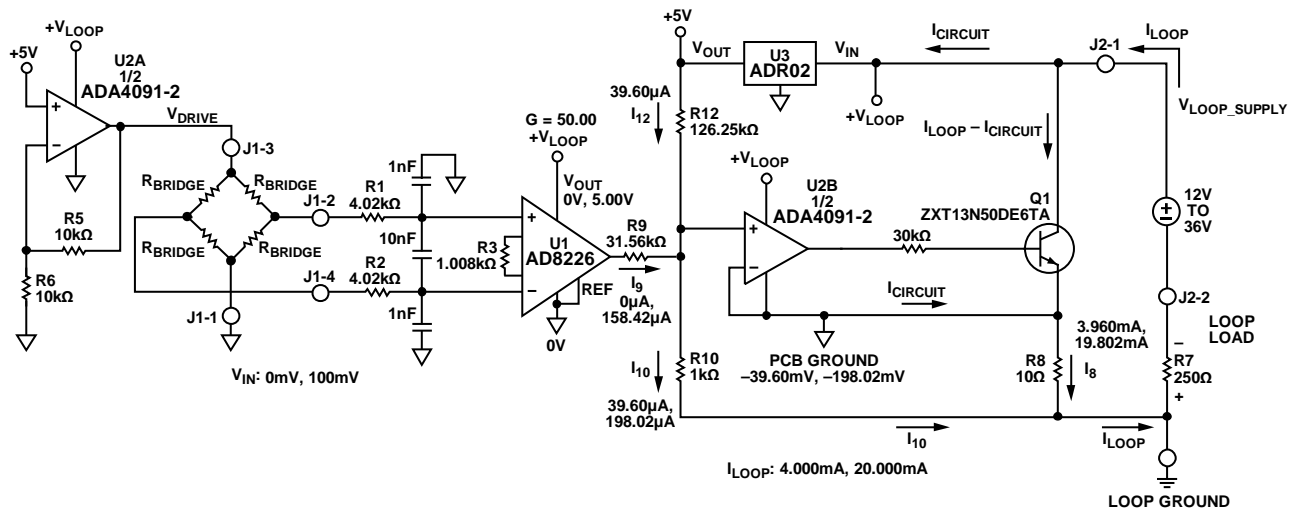 +VLOOP
+5V
U2A
1/2
ADA4091-2
+
−
VDRIVE
J1-3
RBRIDGE
RBRIDGE
RBRIDGE
RBRIDGE
R5
10kΩ
R6
10kΩ
J1-1
J1-2
J1-4
R1
4.02kΩ
R2
4.02kΩ
1nF
10nF
1nF
VIN: 0mV, 100mV
G = 50.00
+VLOOP
VOUT
0V, 5.00V
+
R3
1.008kΩ
U1
AD8226
−
REF
0V
R9
31.56kΩ
I9
0µA,
158.42µA
+5V
VOUT
U3
ADR02
VIN
39.60µA
I12
R12
126.25kΩ
+VLOOP
ICIRCUIT
J2-1
ILOOP
VLOOP_SUPPLY
ILOOP − ICIRCUIT
+VLOOP
U2B
1/2
ADA4091-2
+
−
30kΩ
Q1
ZXT13N50DE6TA
12V
TO
36V
±
ICIRCUIT
J2-2
LOOP
LOAD
PCB GROUND
−39.60mV, −198.02mV
I10
R10
1kΩ
39.60µA,
198.02µA
R8
10Ω
3.960mA,
19.802mA
I8
−
R7
250Ω
+
I10
ILOOP
ILOOP: 4.000mA, 20.000mA
LOOP GROUND